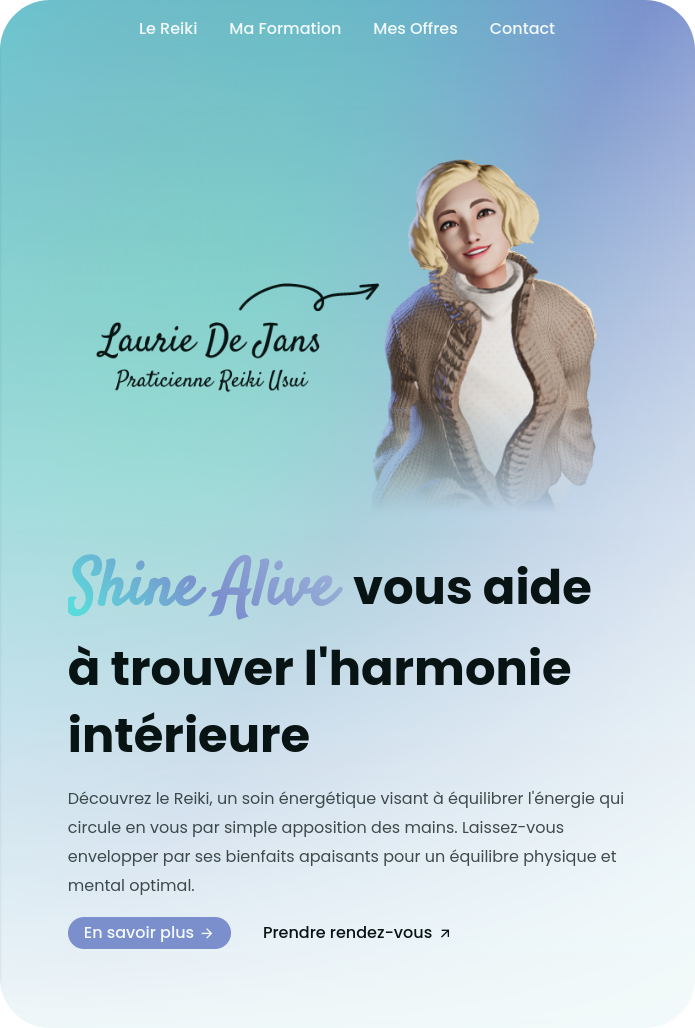 Le Reiki Ma Formation Mes Offres Contact
Laurie De Jans
Praticienne Reiki Usui
Shine Alive vous aide
à trouver l'harmonie
intérieure
Découvrez le Reiki, un soin énergétique visant à équilibrer l'énergie qui
circule en vous par simple apposition des mains. Laissez-vous
envelopper par ses bienfaits apaisants pour un équilibre physique et
mental optimal.
En savoir plus → Prendre rendez-vous ↗